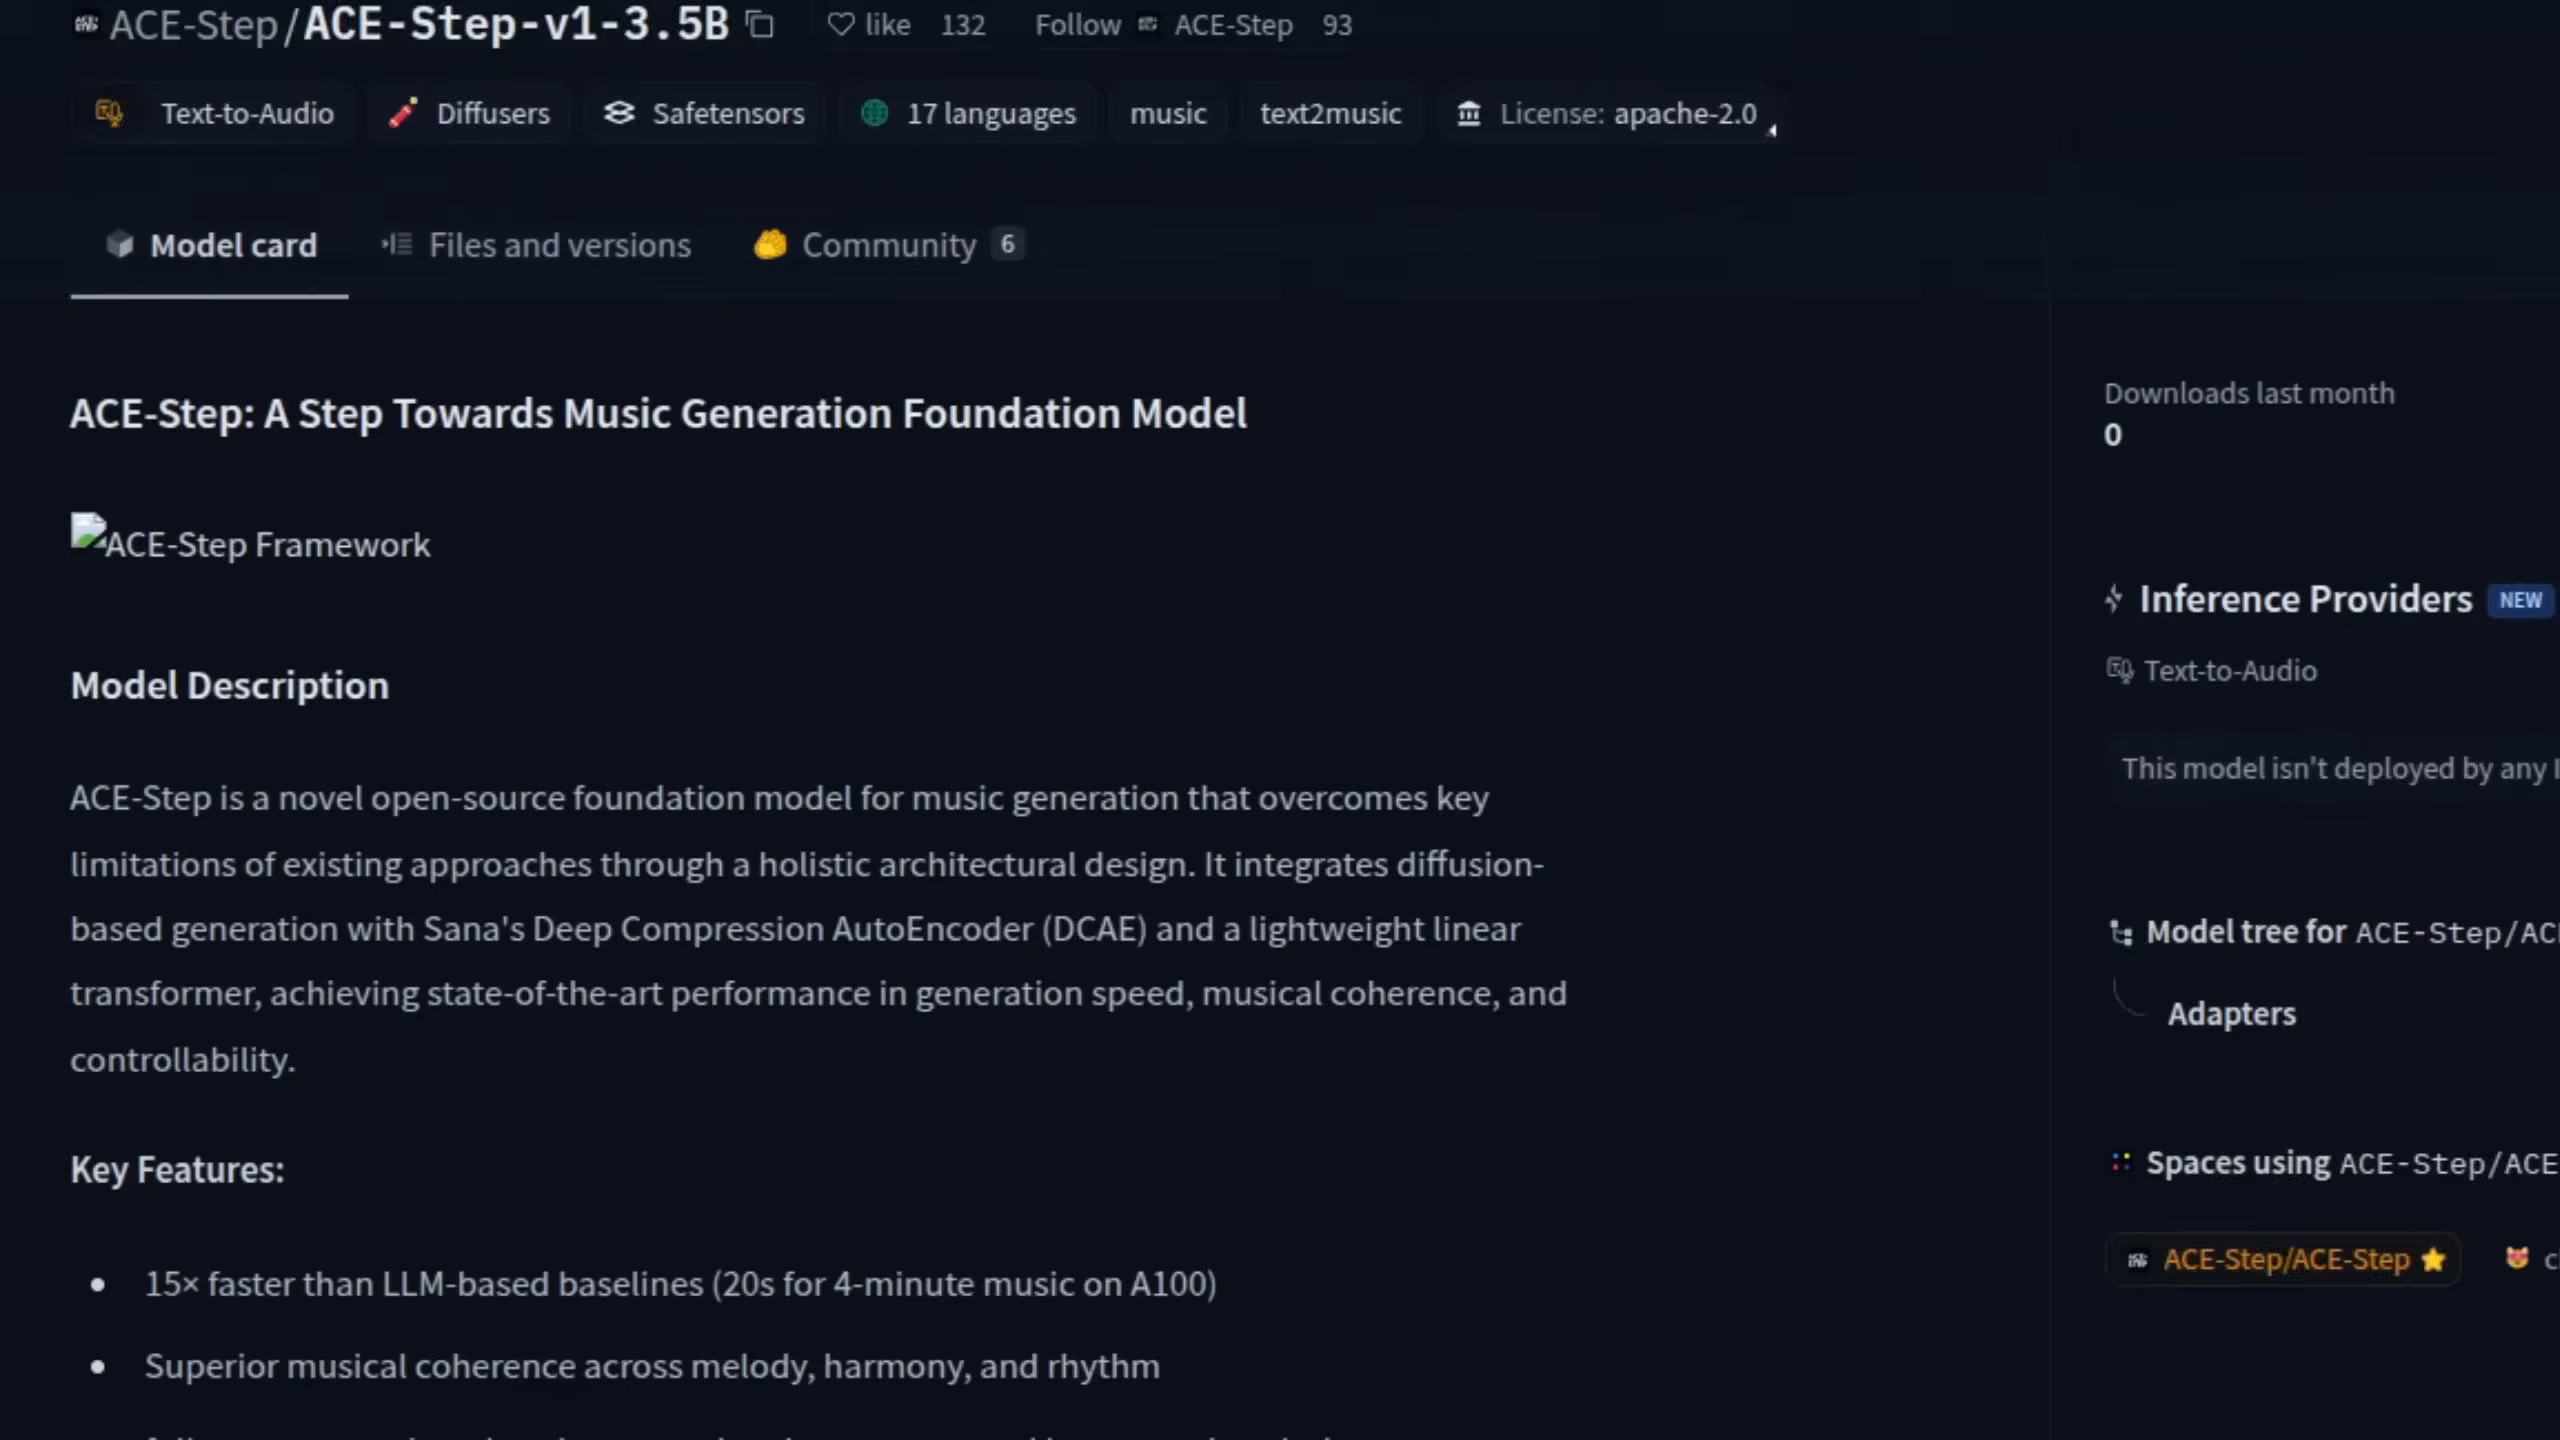 ACE-Step/ACE-Step-v1-3.5B like 132 Follow ACE-Step 93
Text-to-Audio Diffusers Safetensors 17 languages music text2music License: apache-2.0
Model card Files and versions Community 6
ACE-Step: A Step Towards Music Generation Foundation Model
ACE-Step Framework
Model Description
ACE-Step is a novel open-source foundation model for music generation that overcomes key
limitations of existing approaches through a holistic architectural design. It integrates diffusion-
based generation with Sana's Deep Compression AutoEncoder (DCAE) and a lightweight linear
transformer, achieving state-of-the-art performance in generation speed, musical coherence, and
controllability.
Key Features:
15× faster than LLM-based baselines (20s for 4-minute music on A100)
Superior musical coherence across melody, harmony, and rhythm
Downloads last month
0
Inference Providers NEW
Text-to-Audio
This model isn't deployed by any
Model tree for ACE-Step/AC
Adapters
Spaces using ACE-Step/ACE
ACE-Step/ACE-Step